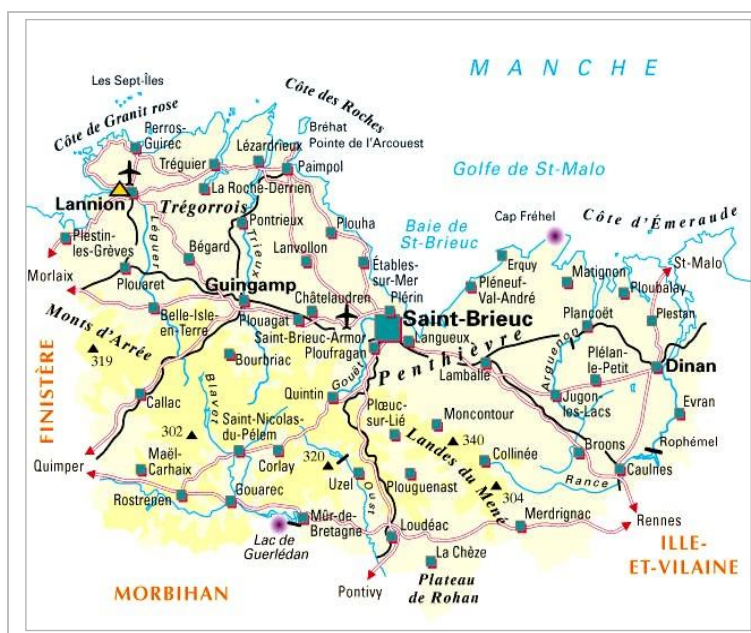 MANCHE
Les Sept-Îles
Côte de Granit rose
Côte des Roches
Perros-
Guirec
Lézardrieux
Bréhat
Pointe de l'Arcouest
Tréguier
Paimpol
Golfe de St-Malo
La Roche-Derrien
Lannion
Trégorrois
Cap Fréhel
Côte d'Émeraude
Plestin-
les-Grèves
Léguer
Pontrieux
Trieux
Plouha
Baie de
St-Brieuc
Bégard
Lanvollon
Erquy
Matignon
St-Malo
Morlaix
Plouaret
Étables-
sur-Mer
Pléneuf-
Val-André
Ploubalay
Guingamp
Châtelaudren
Plérin
Monts d'Arrée
Belle-Isle-
en-Terre
Plouagat
Saint-Brieuc
Plancoët
Plestan
Saint-Brieuc-Armor
Ploufragan
Langueux
Arguenon
319
Bourbriac
Gouët
Penthièvre
Lamballe
Plélan-
le-Petit
Dinan
FINISTÈRE
Callac
Blavet
Quintin
Jugon-
les-Lacs
Evran
Saint-Nicolas-
du-Pélem
302
Plœuc-
sur-Lié
Moncontour
340
Landes du Mené
Collinée
Broons
Rophémel
Quimper
Maël-
Carhaix
Corlay
320
Uzel
Oust
Plouguenast
304
Rance
Caulnes
Rostrenen
Gouarec
Mûr-de-
Bretagne
Loudéac
Merdrignac
Rennes
Lac de
Guerlédan
La Chèze
ILLE-
ET-VILAINE
MORBIHAN
Pontivy
Plateau
de Rohan